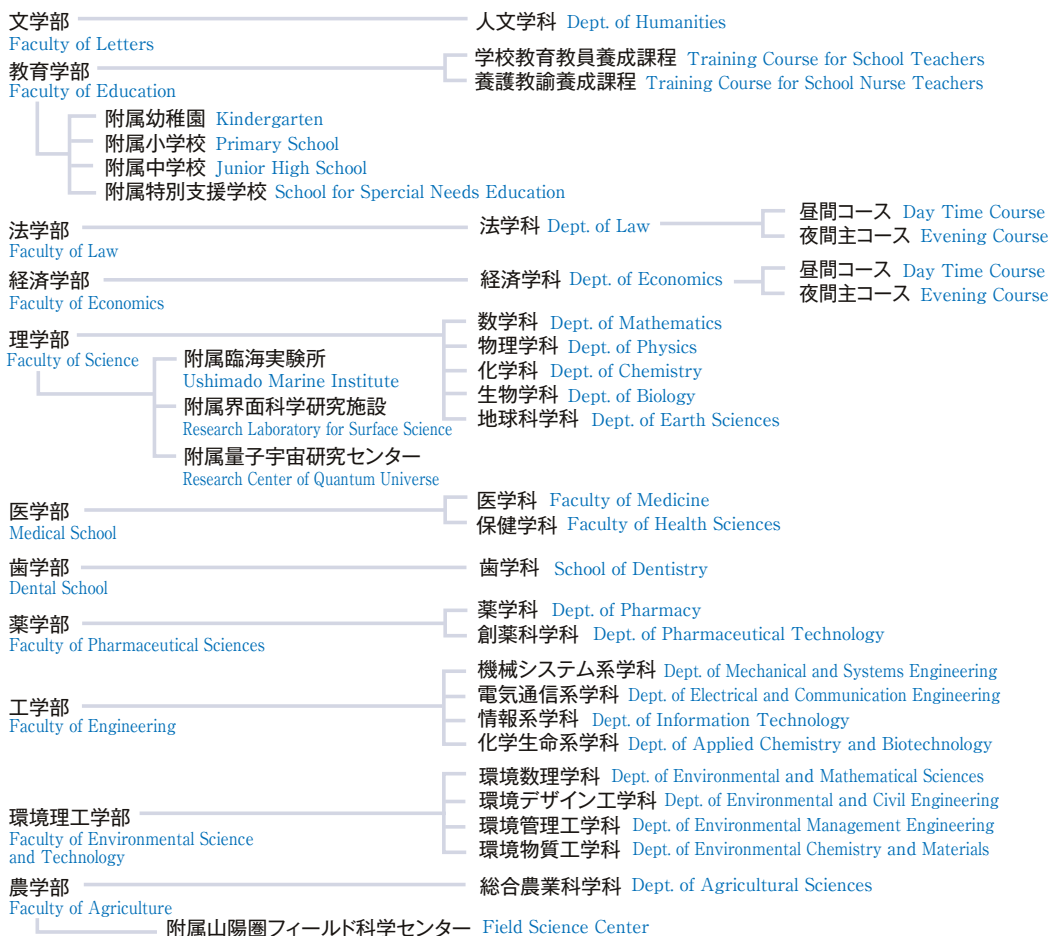 文学部
Faculty of Letters
人文学科 Dept. of Humanities
教育学部
Faculty of Education
学校教育教員養成課程 Training Course for School Teachers
養護教諭養成課程 Training Course for School Nurse Teachers
附属幼稚園 Kindergarten
附属小学校 Primary School
附属中学校 Junior High School
附属特別支援学校 School for Spercial Needs Education
法学部
Faculty of Law
法学科 Dept. of Law
昼間コース Day Time Course
夜間主コース Evening Course
経済学部
Faculty of Economics
経済学科 Dept. of Economics
昼間コース Day Time Course
夜間主コース Evening Course
理学部
Faculty of Science
数学科 Dept. of Mathematics
物理学科 Dept. of Physics
化学科 Dept. of Chemistry
生物学科 Dept. of Biology
地球科学科 Dept. of Earth Sciences
附属臨海実験所
Ushimado Marine Institute
附属界面科学研究施設
Research Laboratory for Surface Science
附属量子宇宙研究センター
Research Center of Quantum Universe
医学部
Medical School
医学科 Faculty of Medicine
保健学科 Faculty of Health Sciences
歯学部
Dental School
歯学科 School of Dentistry
薬学部
Faculty of Pharmaceutical Sciences
薬学科 Dept. of Pharmacy
創薬科学科 Dept. of Pharmaceutical Technology
工学部
Faculty of Engineering
機械システム系学科 Dept. of Mechanical and Systems Engineering
電気通信系学科 Dept. of Electrical and Communication Engineering
情報系学科 Dept. of Information Technology
化学生命系学科 Dept. of Applied Chemistry and Biotechnology
環境理工学部
Faculty of Environmental Science
and Technology
環境数理学科 Dept. of Environmental and Mathematical Sciences
環境デザイン工学科 Dept. of Environmental and Civil Engineering
環境管理工学科 Dept. of Environmental Management Engineering
環境物質工学科 Dept. of Environmental Chemistry and Materials
農学部
Faculty of Agriculture
総合農業科学科 Dept. of Agricultural Sciences
附属山陽圏フィールド科学センター Field Science Center